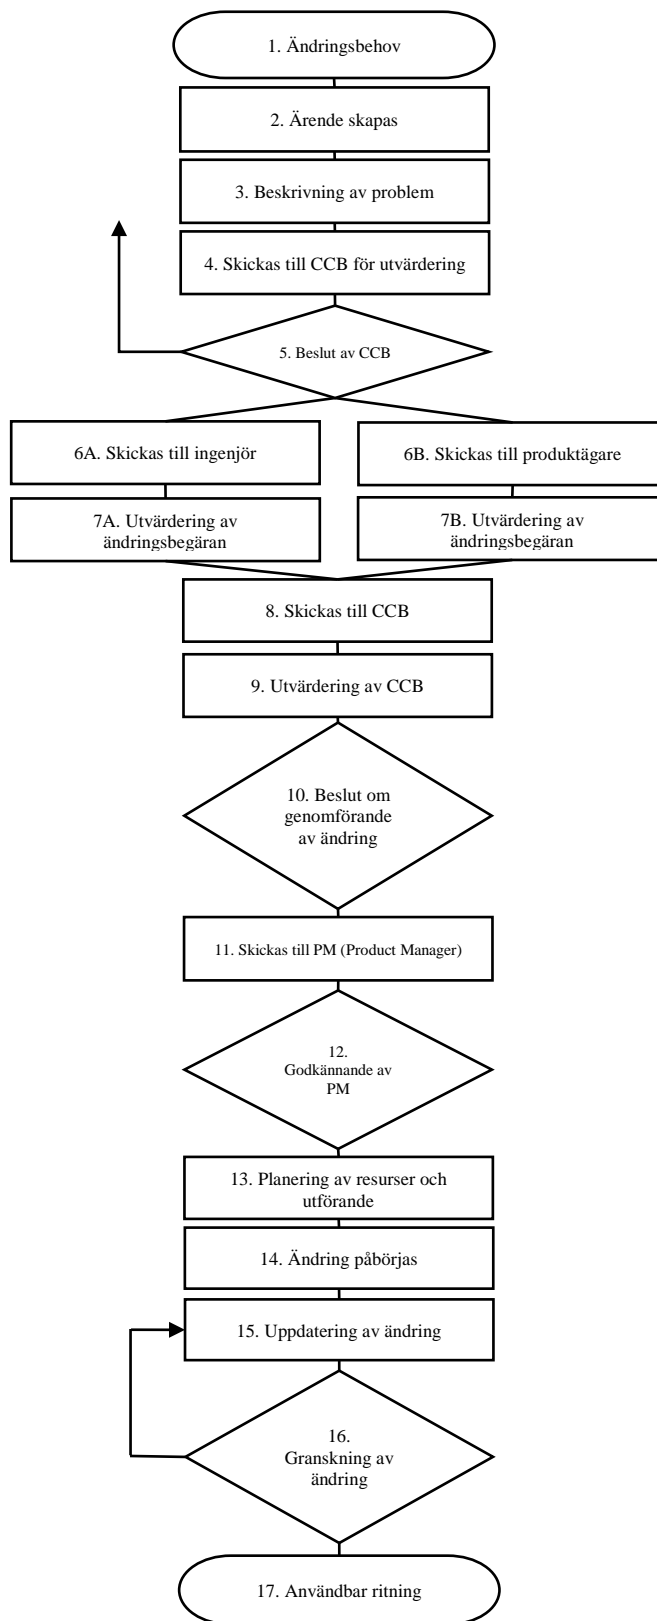 1. Ändringsbehov
2. Ärende skapas
3. Beskrivning av problem
4. Skickas till CCB för utvärdering
5. Beslut av CCB
6A. Skickas till ingenjör
6B. Skickas till produktägare
7A. Utvärdering av
ändringsbegäran
7B. Utvärdering av
ändringsbegäran
8. Skickas till CCB
9. Utvärdering av CCB
10. Beslut om
genomförande
av ändring
11. Skickas till PM (Product Manager)
12.
Godkännande av
PM
13. Planering av resurser och
utförande
14. Ändring påbörjas
15. Uppdatering av ändring
16.
Granskning av
ändring
17. Användbar ritning